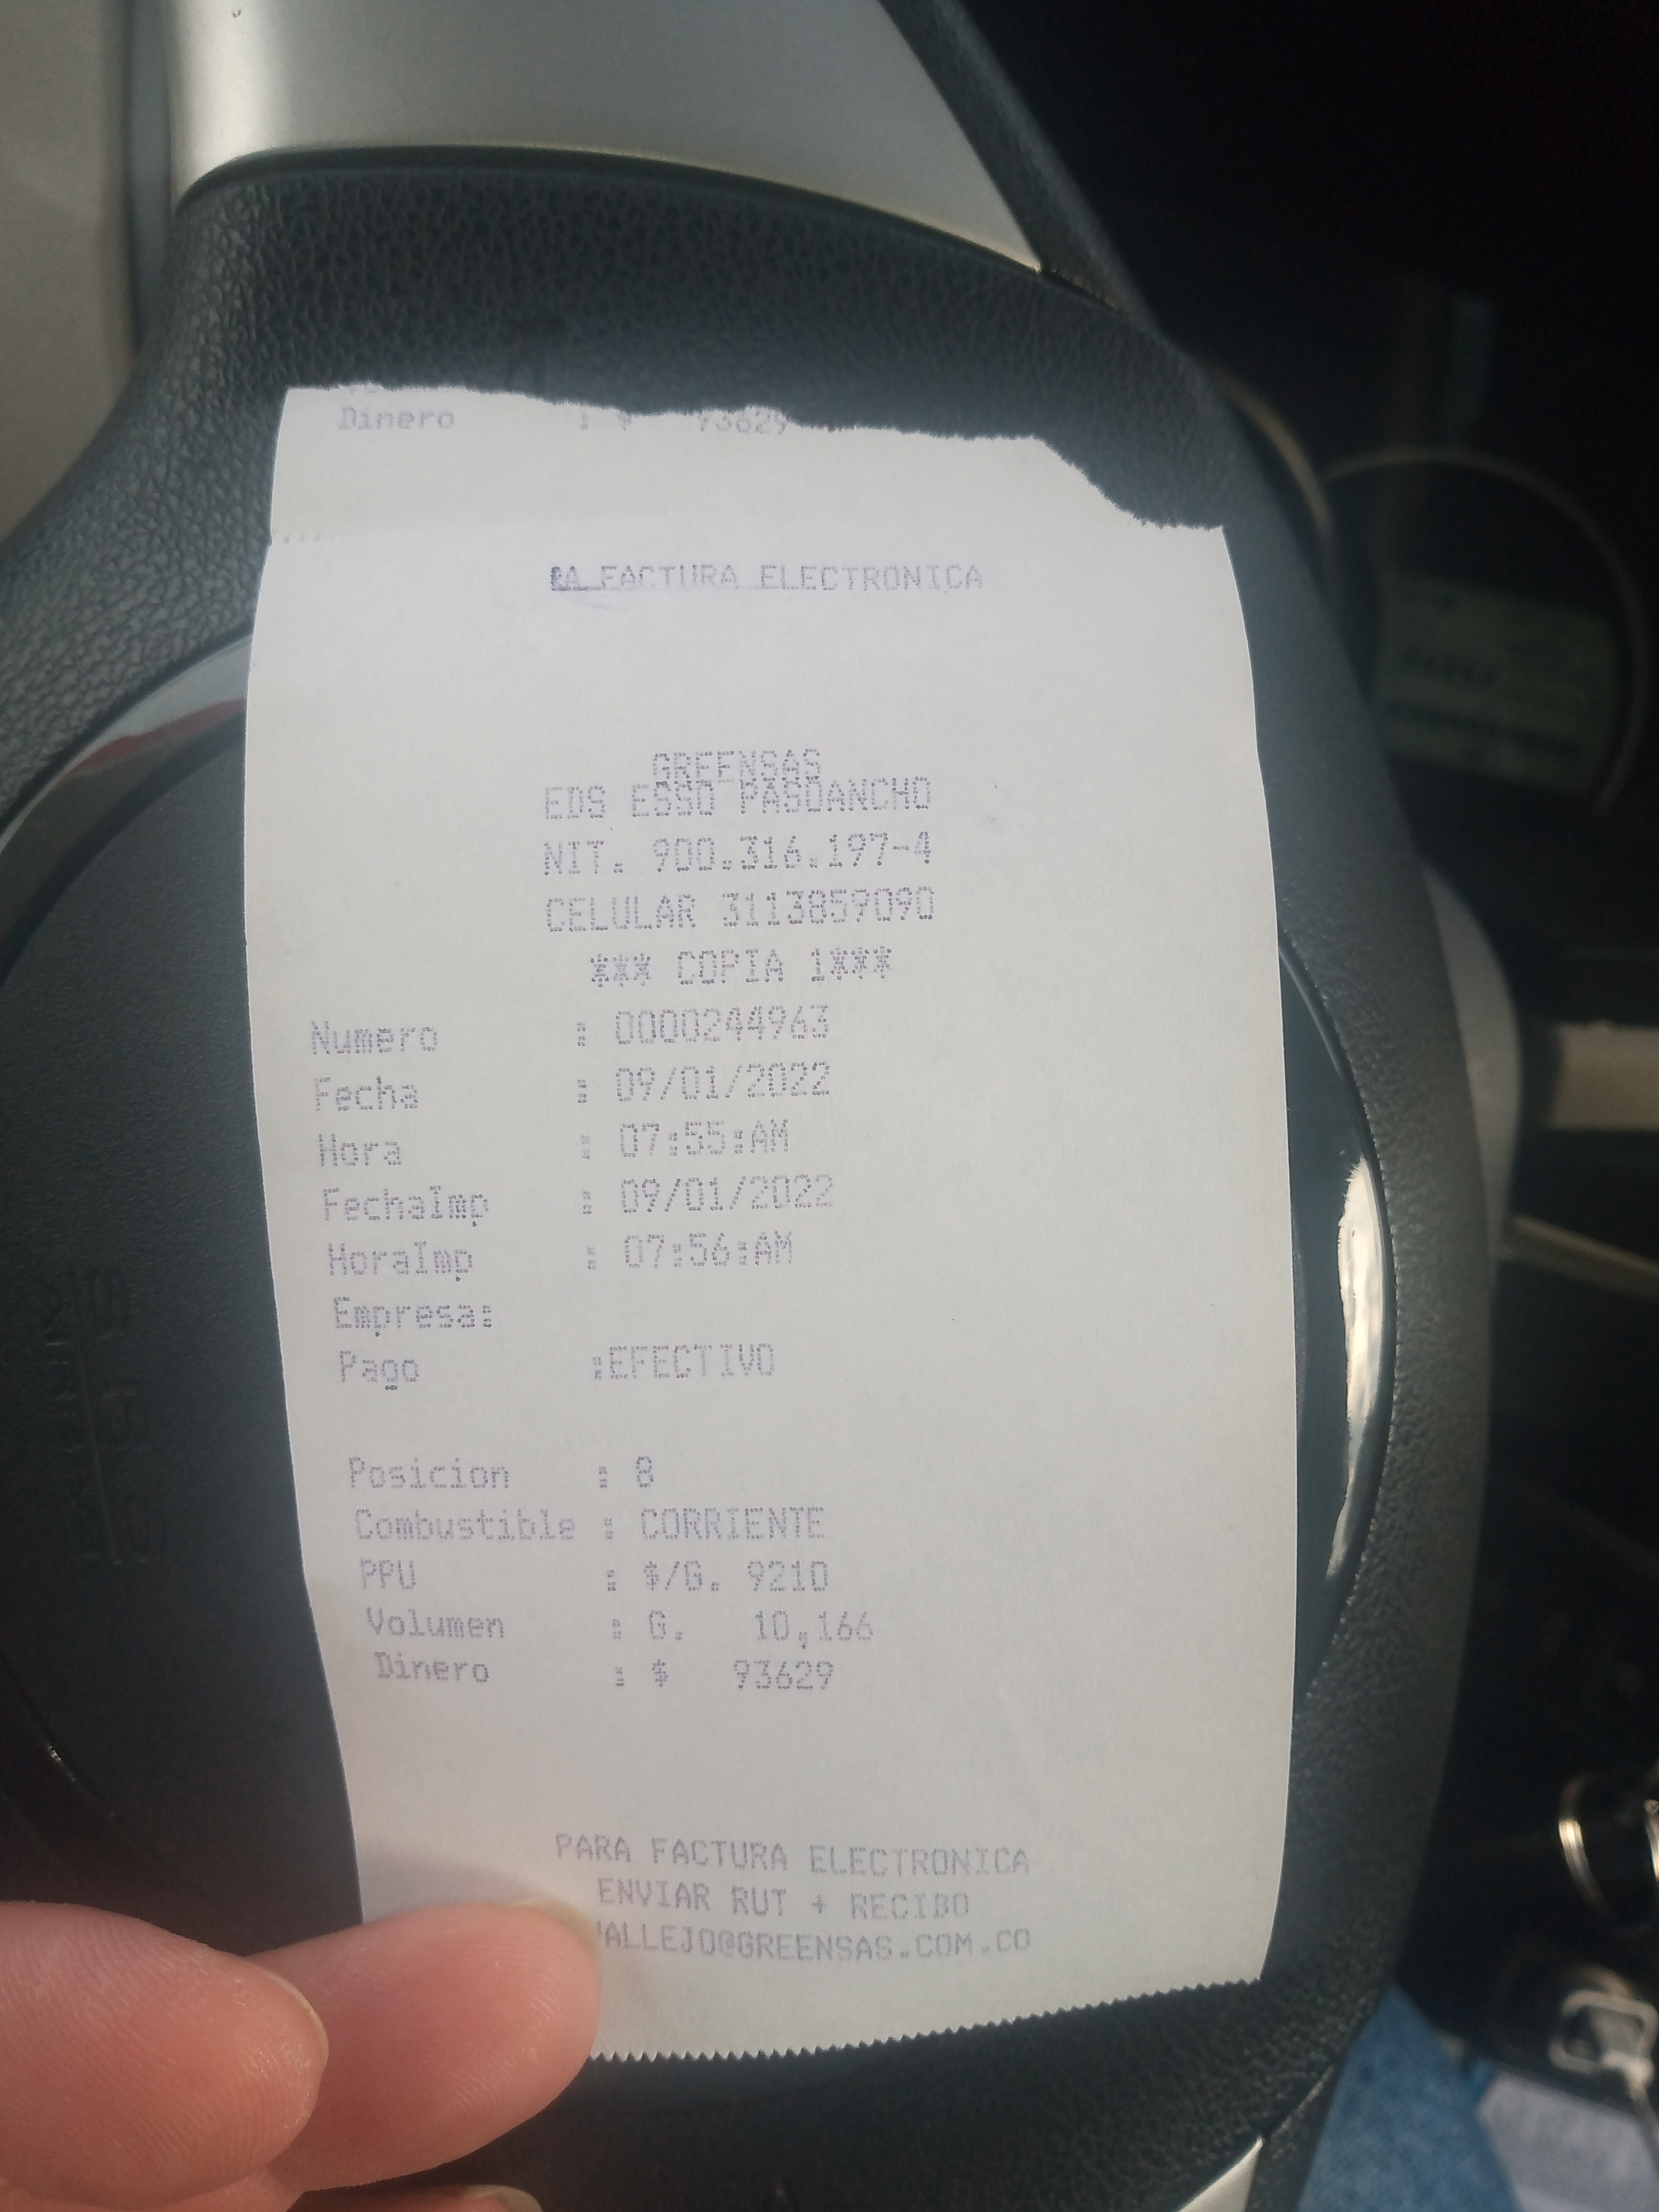 Dinero : $ 93629
RA FACTURA ELECTRONICA
GREENSAS
EDS ESSO PASOANCHO
NIT. 900.316.197-4
CELULAR 3113859090
*** COPIA 1***
Numero : 0000244963
Fecha : 09/01/2022
Hora : 07:55:AM
FechaImp : 09/01/2022
HoraImp : 07:56:AM
Empresa:
Pago :EFECTIVO
Posicion : 8
Combustible : CORRIENTE
PPU : $/G. 9210
Volumen : G. 10,166
Dinero : $ 93629
PARA FACTURA ELECTRONICA
ENVIAR RUT + RECIBO
VALLEJO@GREENSAS.COM.CO